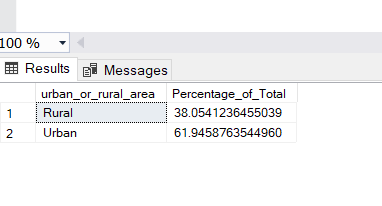 100 %
Results Messages
urban_or_rural_area Percentage_of_Total
1 Rural 38.0541236455039
2 Urban 61.9458763544960